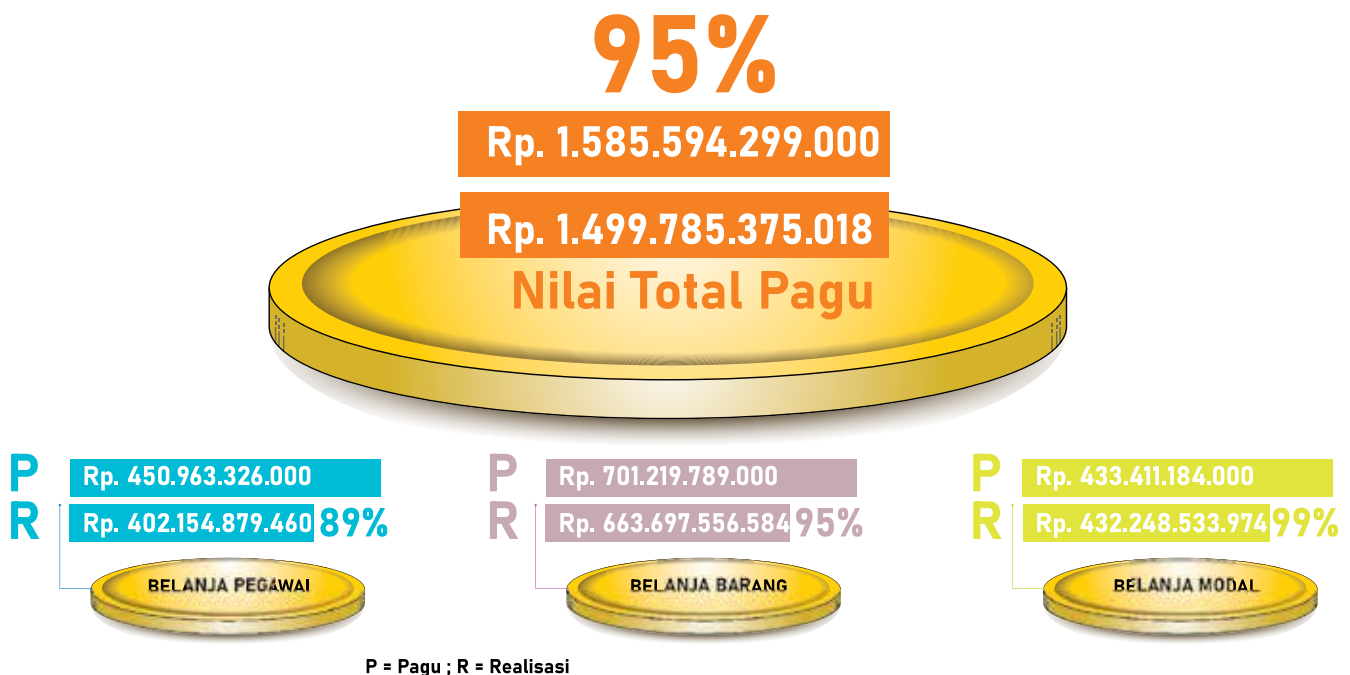 95%
Rp. 1.585.594.299.000
Rp. 1.499.785.375.018
Nilai Total Pagu
P Rp. 450.963.326.000
R Rp. 402.154.879.460 89%
BELANJA PEGAWAI
P Rp. 701.219.789.000
R Rp. 663.697.556.584 95%
BELANJA BARANG
P Rp. 433.411.184.000
R Rp. 432.248.533.974 99%
BELANJA MODAL
P = Pagu ; R = Realisasi